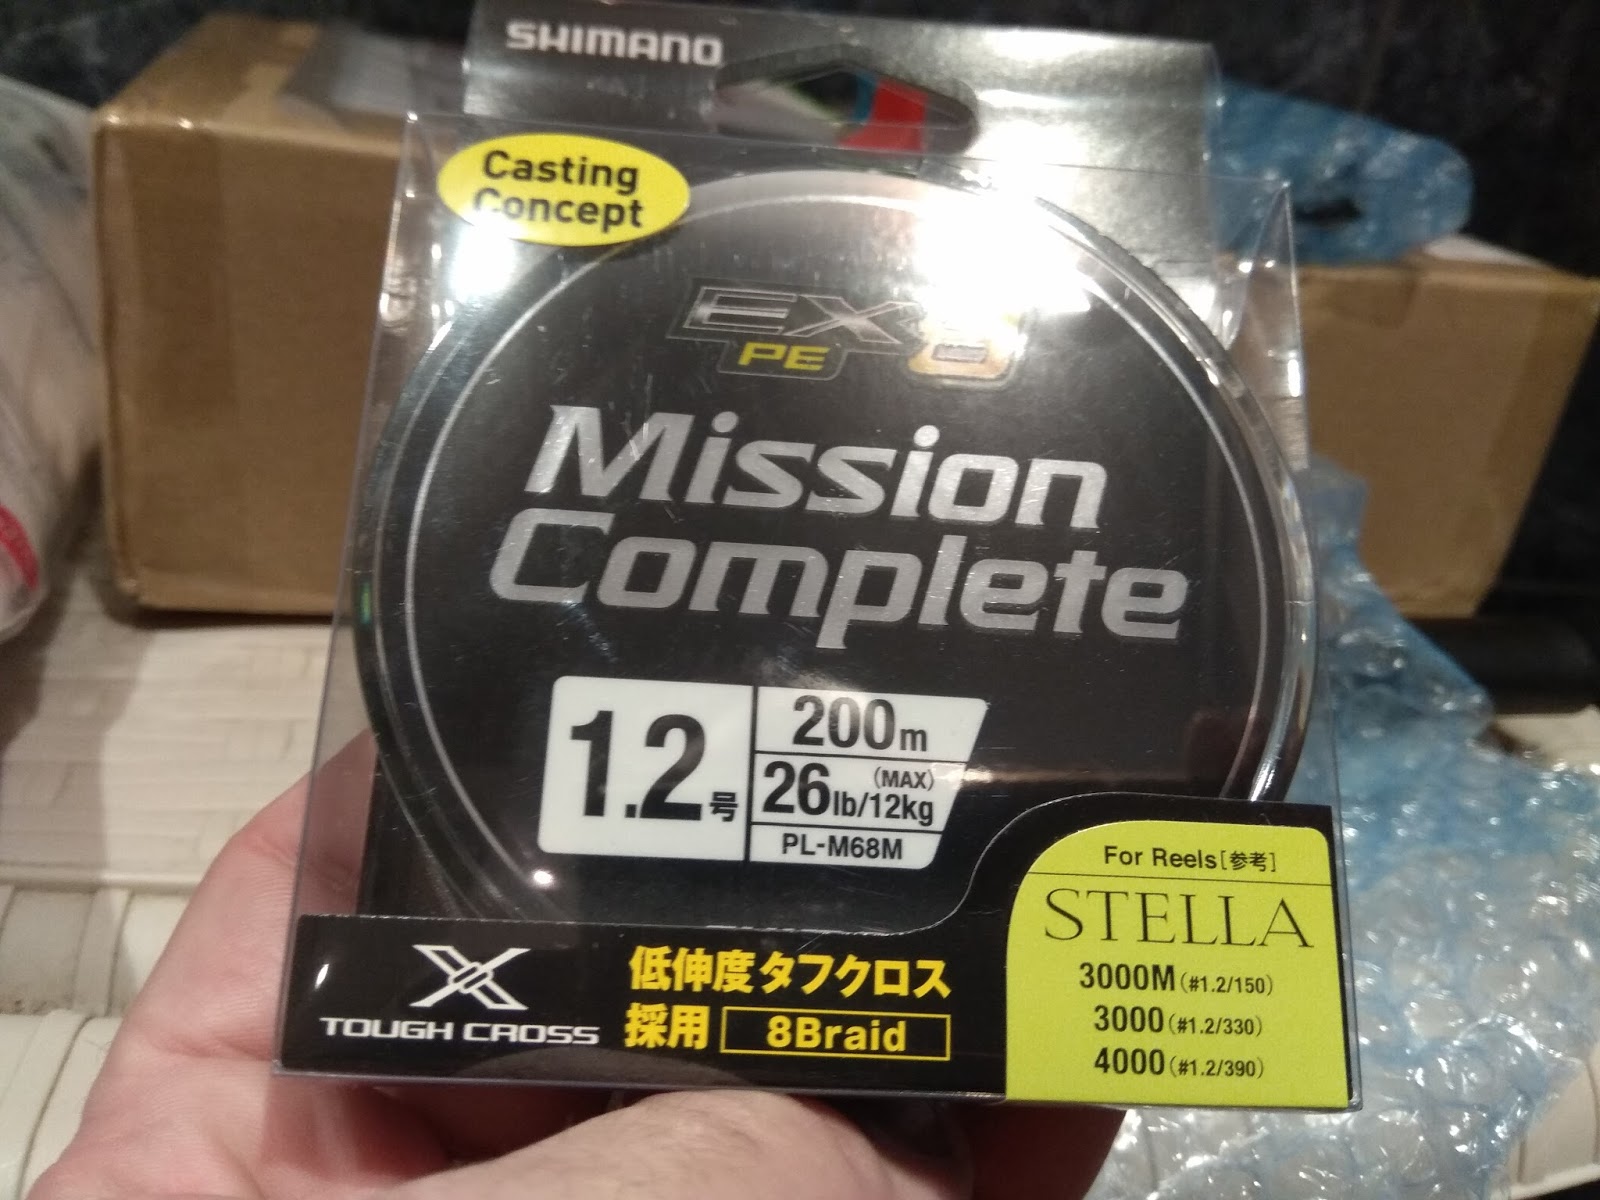 SHIMANO
Casting
Concept
EX8
PE
Mission
Complete
1.2号
200m
26lb/12kg (MAX)
PL-M68M
For Reels[参考]
STELLA
3000M(#1.2/150)
3000(#1.2/330)
4000(#1.2/390)
TOUGH CROSS
低伸度タフクロス
採用 8Braid